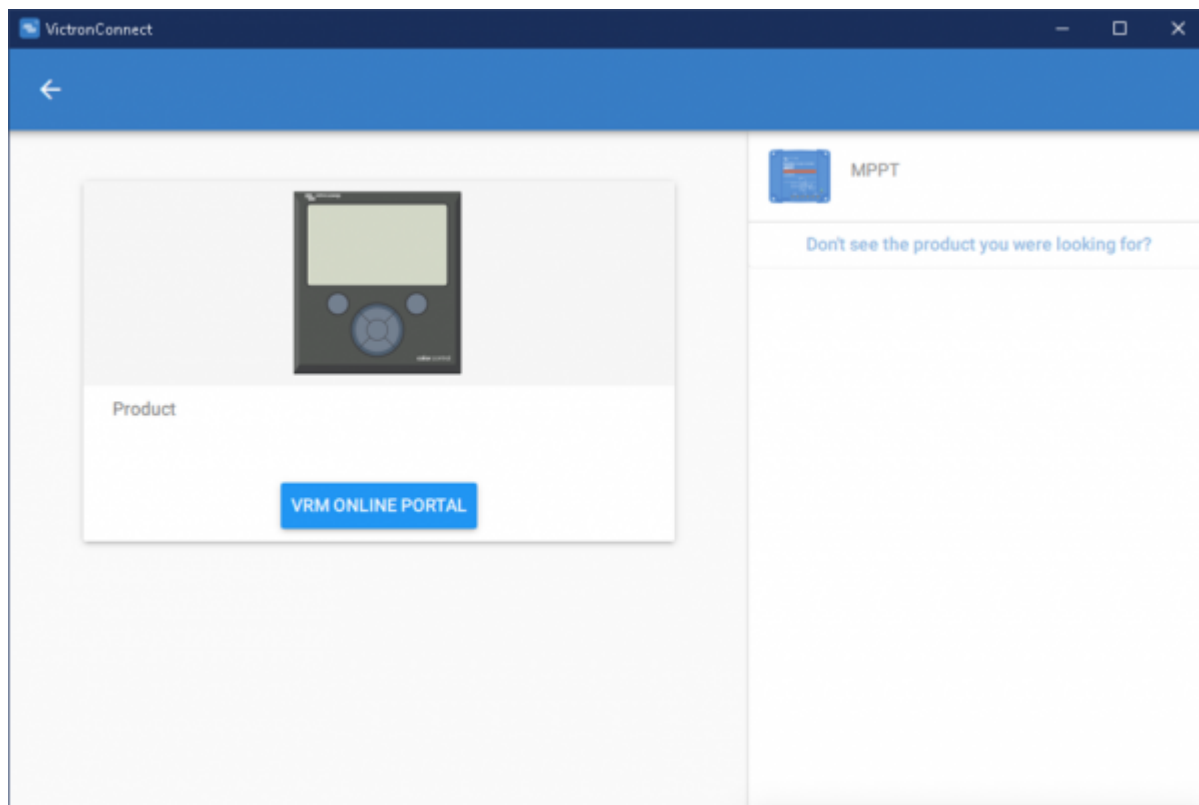 VictronConnect
MPPT
Don't see the product you were looking for?
Product
VRM ONLINE PORTAL